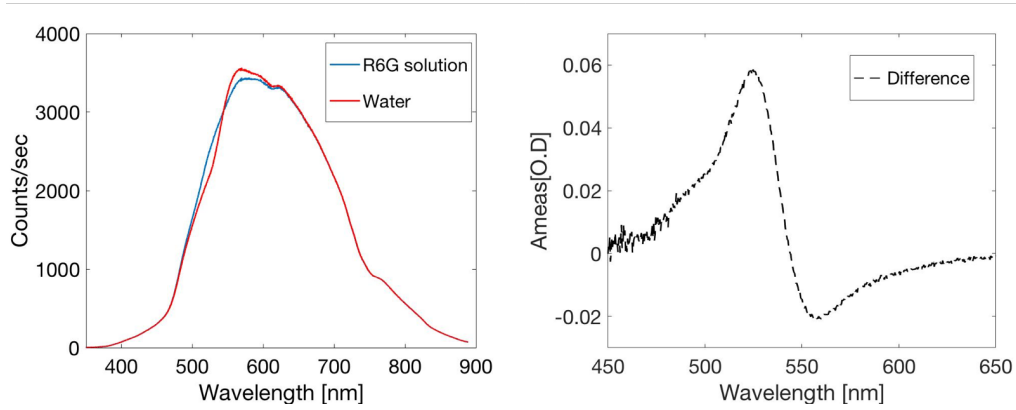 4000
3000
2000
1000
0
Counts/sec
400 500 600 700 800 900
Wavelength [nm]
R6G solution
Water
0.06
0.04
0.02
0
-0.02
Ameas[O.D]
450 500 550 600 650
Wavelength [nm]
Difference